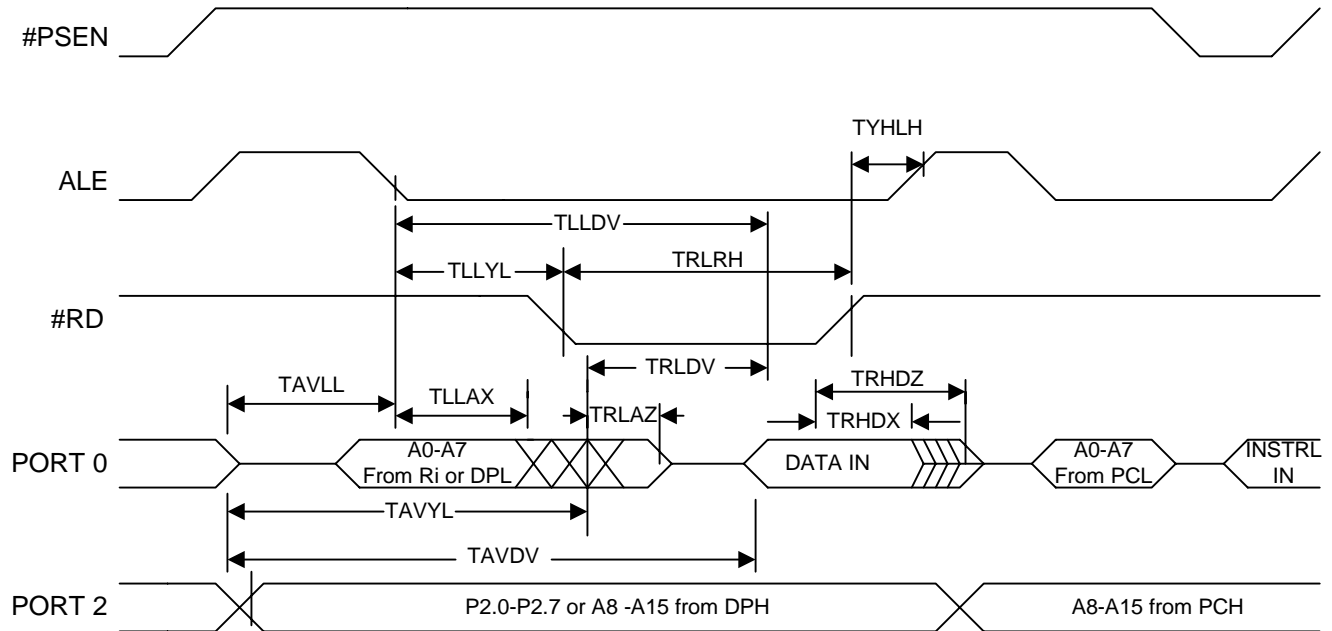 #PSEN
TYHLH
ALE
TLLDV
TLLYL
TRLRH
#RD
TRLDV
TAVLL
TLLAX
TRLAZ
TRHDZ
TRHDX
PORT 0
A0-A7
From Ri or DPL
DATA IN
A0-A7
From PCL
INSTRL
IN
TAVYL
TAVDV
PORT 2
P2.0-P2.7 or A8 -A15 from DPH
A8-A15 from PCH